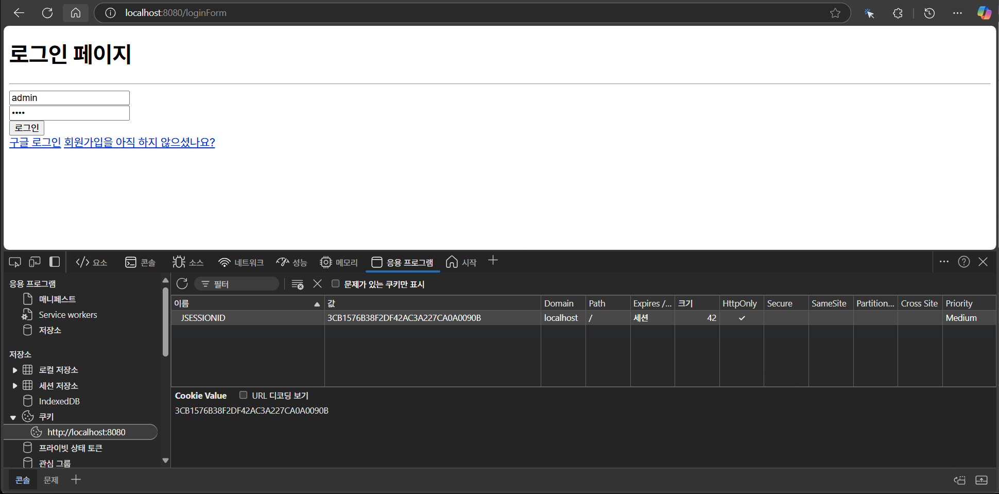 localhost:8080/loginForm
로그인 페이지
admin
••••
로그인
구글 로그인 회원가입을 아직 하지 않으셨나요?
요소 콘솔 소스 네트워크 성능 메모리 응용 프로그램 시작
응용 프로그램
매니페스트
Service workers
저장소
저장소
로컬 저장소
세션 저장소
IndexedDB
쿠키
http://localhost:8080
프라이빗 상태 토큰
관심 그룹
필터 문제가 있는 쿠키만 표시
이름 값 Domain Path Expires /... 크기 HttpOnly Secure SameSite Partition... Cross Site Priority
JSESSIONID 3CB1576B38F2DF42AC3A227CA0A0090B localhost / 세션 42 ✓ Medium
Cookie Value URL 디코딩 보기
3CB1576B38F2DF42AC3A227CA0A0090B
콘솔 문제